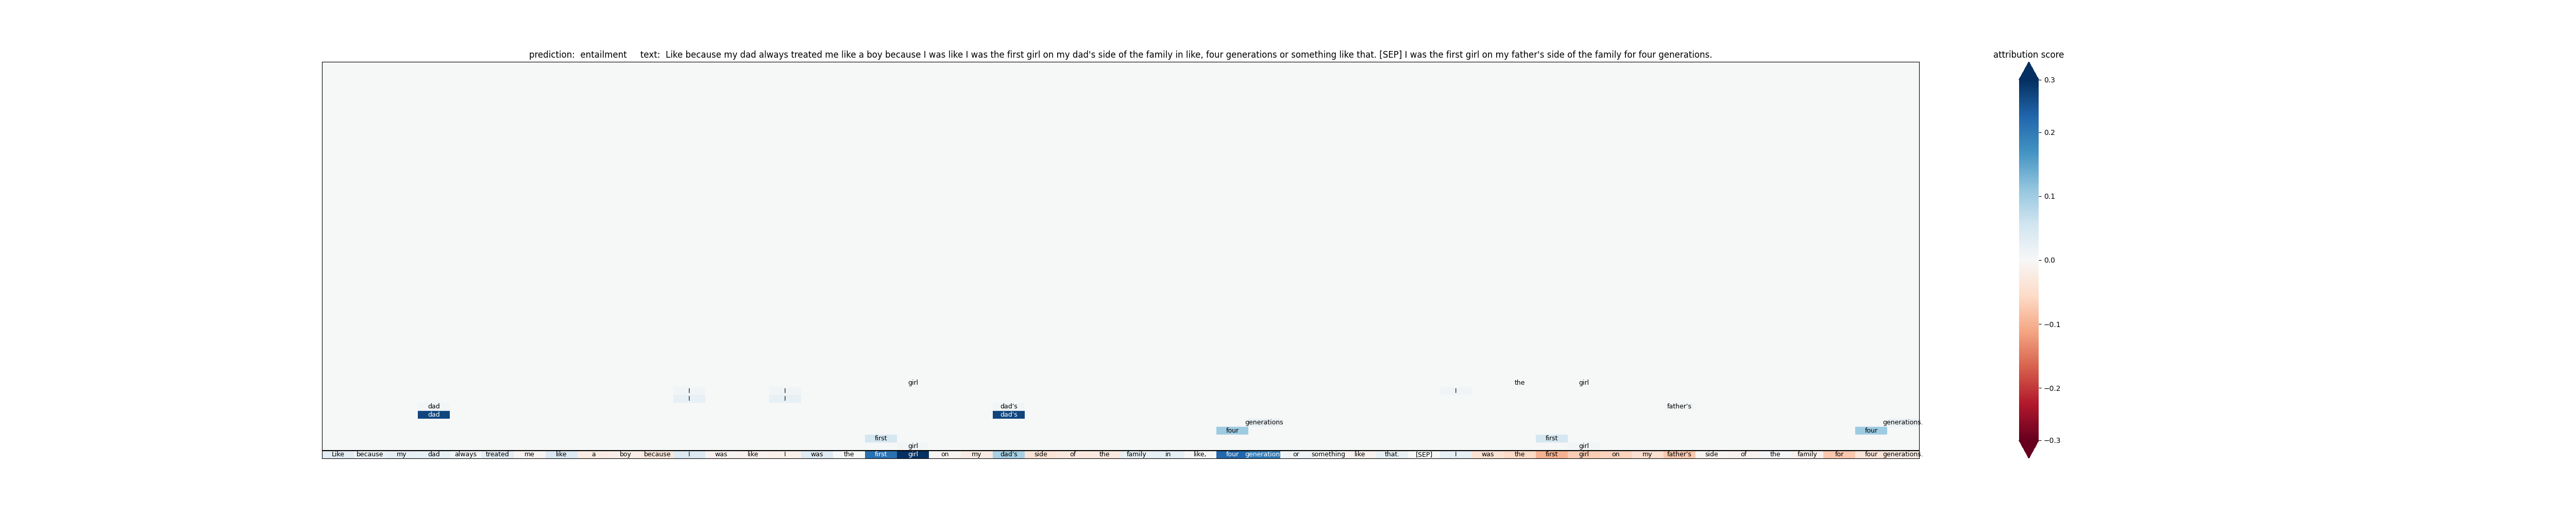 prediction:  entailment     text:  Like because my dad always treated me like a boy because I was like I was the first girl on my dad's side of the family in like, four generations or something like that. [SEP] I was the first girl on my father's side of the family for four generations.
attribution score
0.3
0.2
0.1
0.0
−0.1
−0.2
−0.3
girl the girl
I I I
I I
dad dad's father's
dad dad's
generations generations.
four four
first first
girl girl
Like because my dad always treated me like a boy because I was like I was the first girl on my dad's side of the family in like, four generations or something like that. [SEP] I was the first girl on my father's side of the family for four generations.